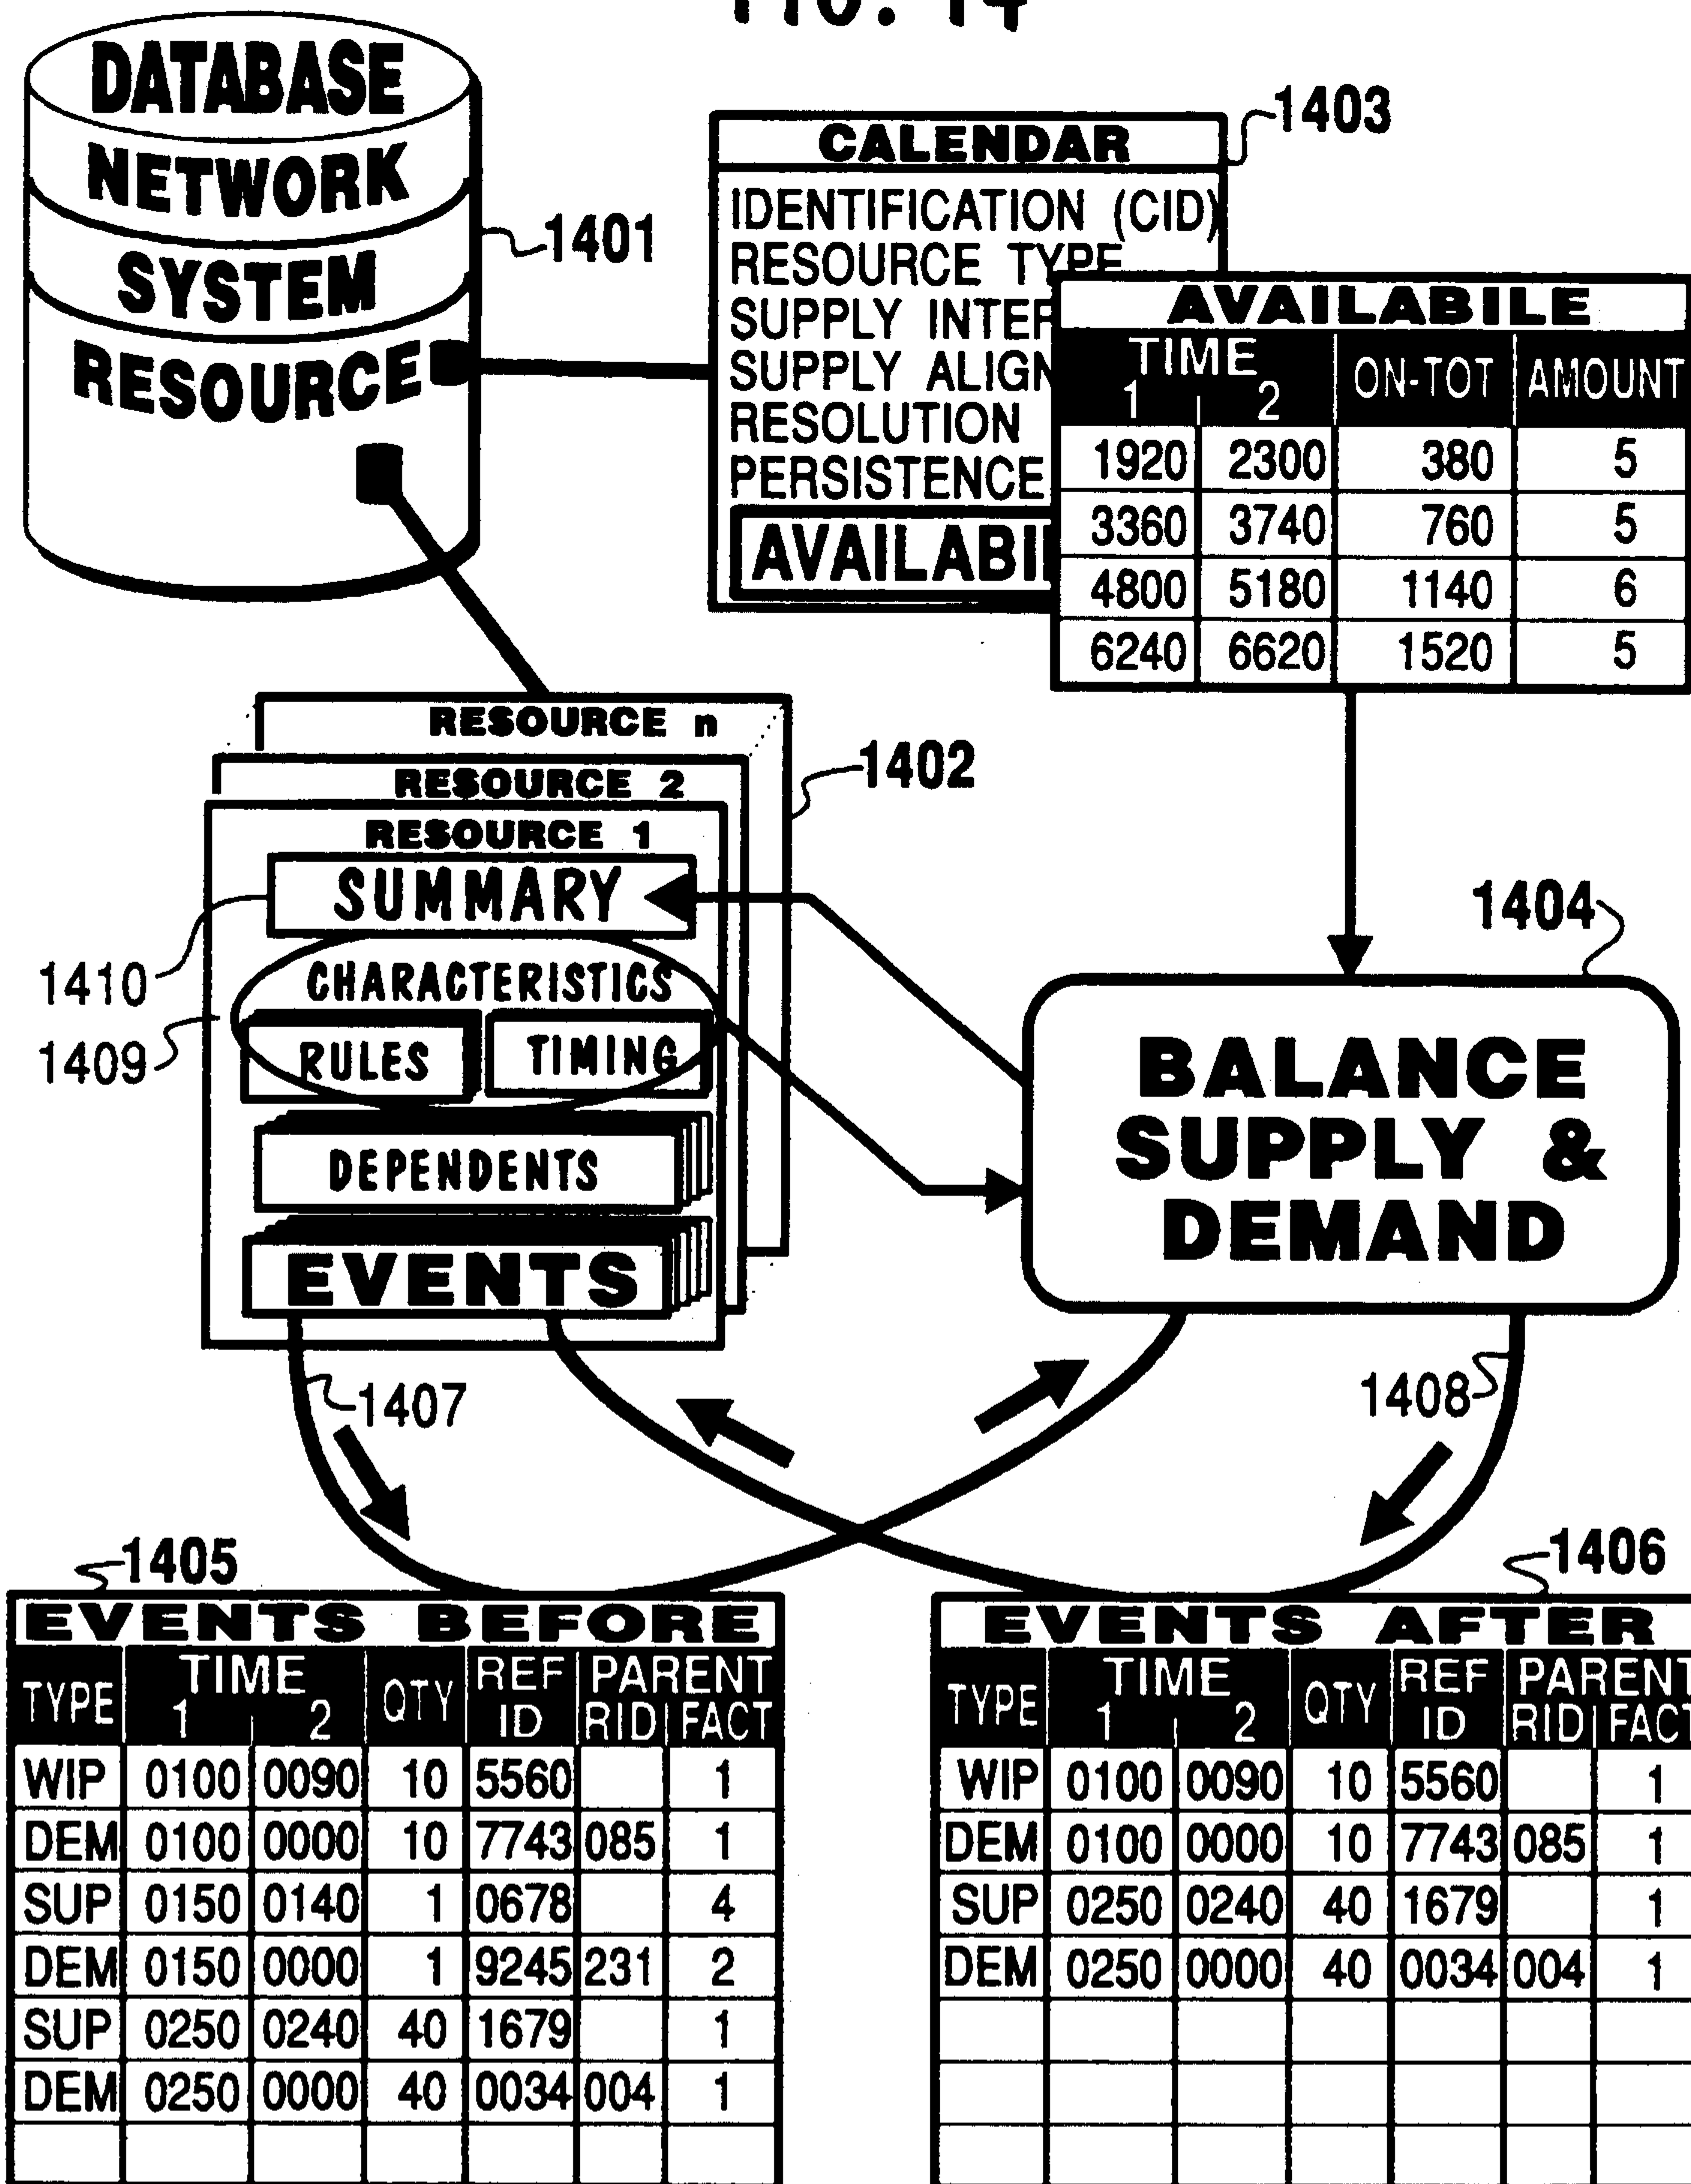 FIG. 14
DATABASE
NETWORK
SYSTEM
RESOURCE
1401
1403
CALENDAR
IDENTIFICATION (CID)
RESOURCE TYPE
SUPPLY INTER
SUPPLY ALIGN
RESOLUTION
PERSISTENCE
AVAILABI
AVAILABILE
TIME ON-TOT AMOUNT
1 2
1920 2300 380 5
3360 3740 760 5
4800 5180 1140 6
6240 6620 1520 5
RESOURCE n
RESOURCE 2
RESOURCE 1
1402
SUMMARY
1410
CHARACTERISTICS
1409
RULES TIMING
DEPENDENTS
EVENTS
1404
BALANCE
SUPPLY &
DEMAND
1407
1408
1405
EVENTS BEFORE
TYPE TIME QTY REF PARENT
1 2 ID RID FACT
WIP 0100 0090 10 5560 1
DEM 0100 0000 10 7743 085 1
SUP 0150 0140 1 0678 4
DEM 0150 0000 1 9245 231 2
SUP 0250 0240 40 1679 1
DEM 0250 0000 40 0034 004 1
1406
EVENTS AFTER
TYPE TIME QTY REF PARENT
1 2 ID RID FACT
WIP 0100 0090 10 5560 1
DEM 0100 0000 10 7743 085 1
SUP 0250 0240 40 1679 1
DEM 0250 0000 40 0034 004 1